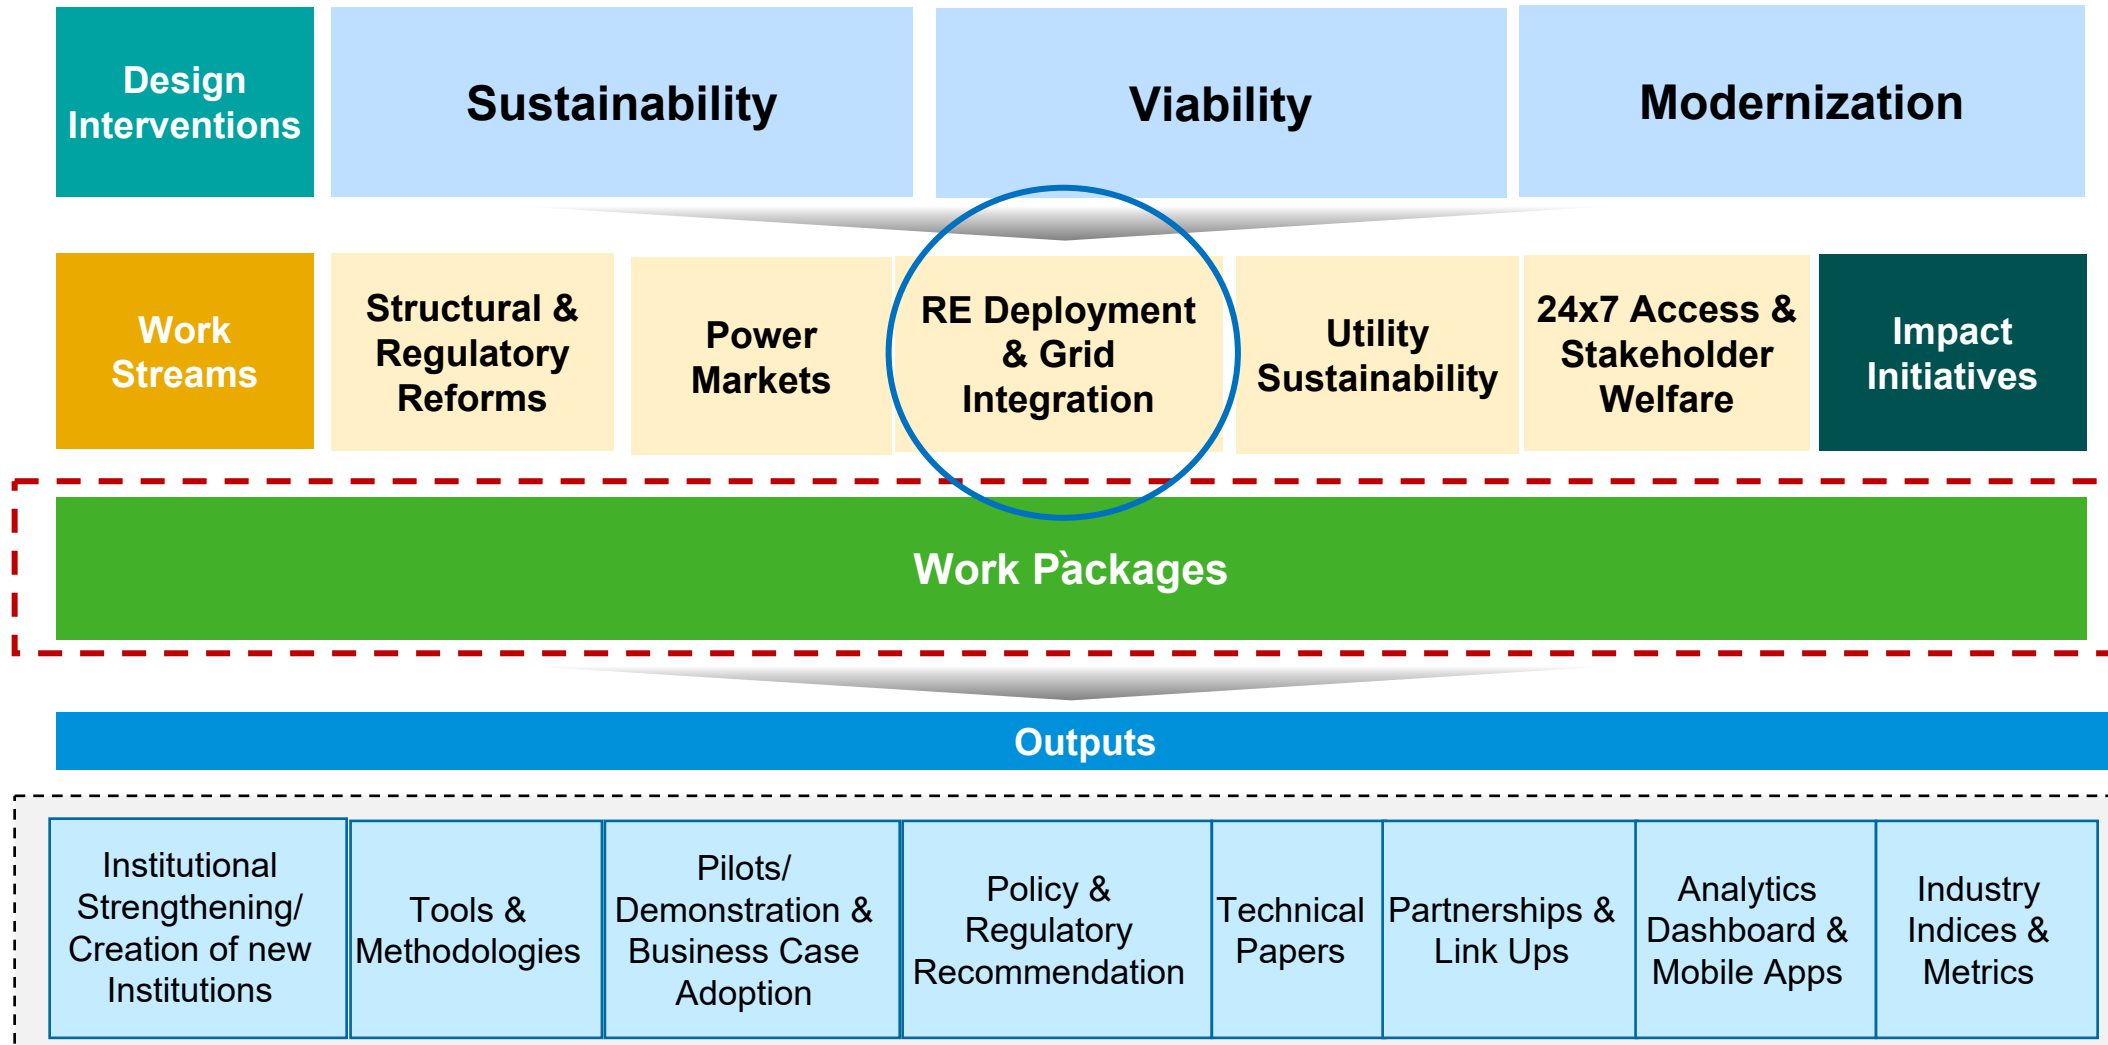 Design
Interventions
Sustainability
Viability
Modernization
Work
Streams
Structural &
Regulatory
Reforms
Power
Markets
RE Deployment
& Grid
Integration
Utility
Sustainability
24x7 Access &
Stakeholder
Welfare
Impact
Initiatives
Work Packages
`
Outputs
Institutional
Strengthening/
Creation of new
Institutions
Tools &
Methodologies
Pilots/
Demonstration &
Business Case
Adoption
Policy &
Regulatory
Recommendation
Technical
Papers
Partnerships &
Link Ups
Analytics
Dashboard &
Mobile Apps
Industry
Indices &
Metrics